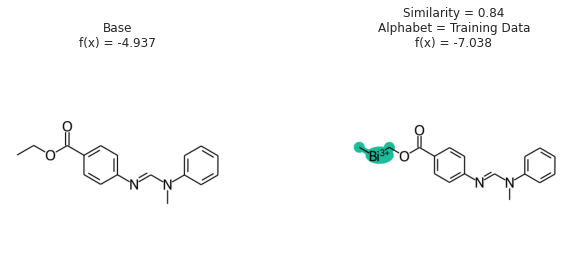 Base
f(x) = -4.937
Similarity = 0.84
Alphabet = Training Data
f(x) = -7.038
O
O
N
N
O
Bi3+
O
N
N